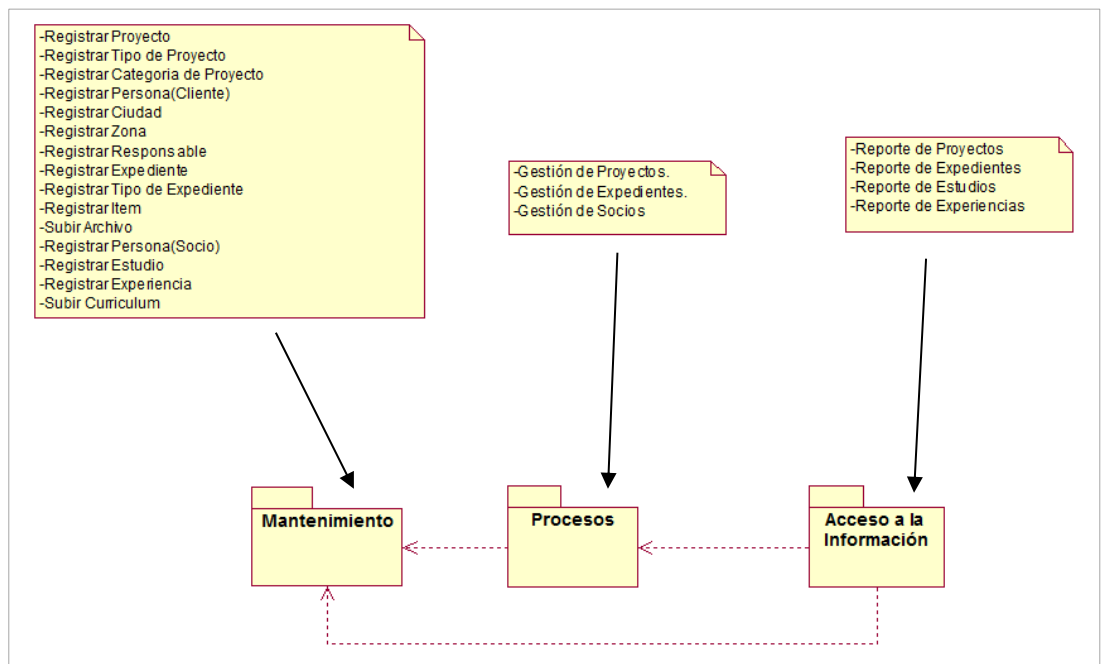 -Registrar Proyecto
-Registrar Tipo de Proyecto
-Registrar Categoria de Proyecto
-Registrar Persona(Cliente)
-Registrar Ciudad
-Registrar Zona
-Registrar Responsable
-Registrar Expediente
-Registrar Tipo de Expediente
-Registrar Item
-Subir Archivo
-Registrar Persona(Socio)
-Registrar Estudio
-Registrar Experiencia
-Subir Curriculum
-Gestión de Proyectos.
-Gestión de Expedientes.
-Gestión de Socios
-Reporte de Proyectos
-Reporte de Expedientes
-Reporte de Estudios
-Reporte de Experiencias
Mantenimiento
Procesos
Acceso a la
Información